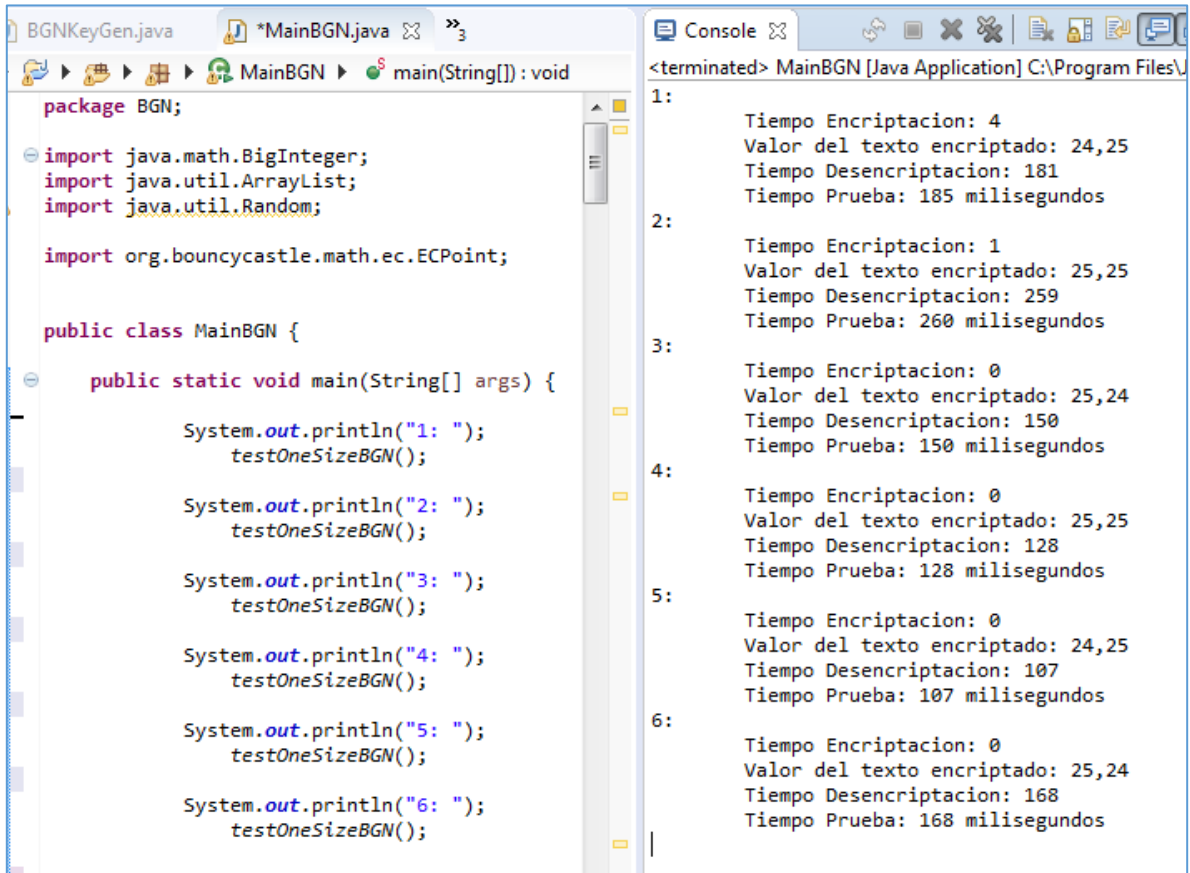 BGNKeyGen.java
*MainBGN.java
»3
MainBGN
main(String[]) : void
package BGN;
import java.math.BigInteger;
import java.util.ArrayList;
import java.util.Random;
import org.bouncycastle.math.ec.ECPoint;
public class MainBGN {
public static void main(String[] args) {
System.out.println("1: ");
testOneSizeBGN();
System.out.println("2: ");
testOneSizeBGN();
System.out.println("3: ");
testOneSizeBGN();
System.out.println("4: ");
testOneSizeBGN();
System.out.println("5: ");
testOneSizeBGN();
System.out.println("6: ");
testOneSizeBGN();
Console
<terminated> MainBGN [Java Application] C:\Program Files\J
1:
Tiempo Encriptacion: 4
Valor del texto encriptado: 24,25
Tiempo Desencriptacion: 181
Tiempo Prueba: 185 milisegundos
2:
Tiempo Encriptacion: 1
Valor del texto encriptado: 25,25
Tiempo Desencriptacion: 259
Tiempo Prueba: 260 milisegundos
3:
Tiempo Encriptacion: 0
Valor del texto encriptado: 25,24
Tiempo Desencriptacion: 150
Tiempo Prueba: 150 milisegundos
4:
Tiempo Encriptacion: 0
Valor del texto encriptado: 25,25
Tiempo Desencriptacion: 128
Tiempo Prueba: 128 milisegundos
5:
Tiempo Encriptacion: 0
Valor del texto encriptado: 24,25
Tiempo Desencriptacion: 107
Tiempo Prueba: 107 milisegundos
6:
Tiempo Encriptacion: 0
Valor del texto encriptado: 25,24
Tiempo Desencriptacion: 168
Tiempo Prueba: 168 milisegundos